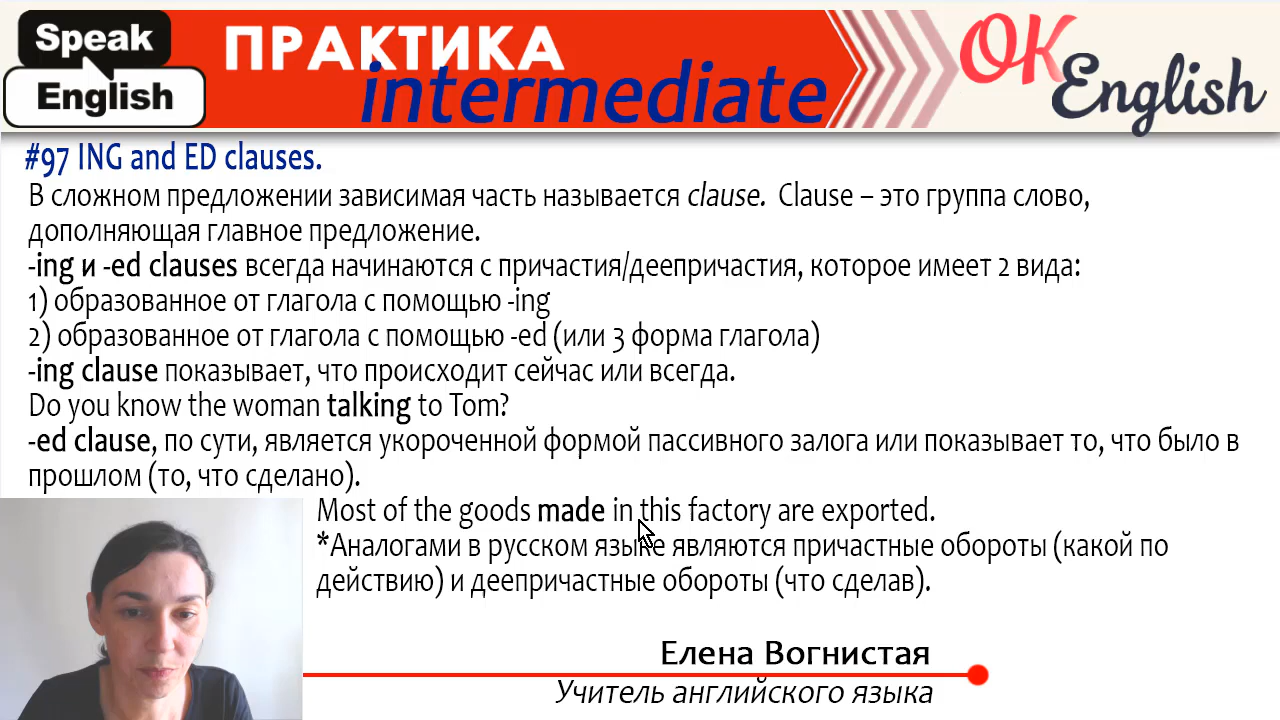 Speak
English
ПРАКТИКА
intermediate
OK
English
#97 ING and ED clauses.
В сложном предложении зависимая часть называется clause. Clause – это группа слово,
дополняющая главное предложение.
-ing и -ed clauses всегда начинаются с причастия/деепричастия, которое имеет 2 вида:
1) образованное от глагола с помощью -ing
2) образованное от глагола с помощью -ed (или 3 форма глагола)
-ing clause показывает, что происходит сейчас или всегда.
Do you know the woman talking to Tom?
-ed clause, по сути, является укороченной формой пассивного залога или показывает то, что было в
прошлом (то, что сделано).
Most of the goods made in this factory are exported.
*Аналогами в русском языке являются причастные обороты (какой по
действию) и деепричастные обороты (что сделав).
Елена Вогнистая
Учитель английского языка